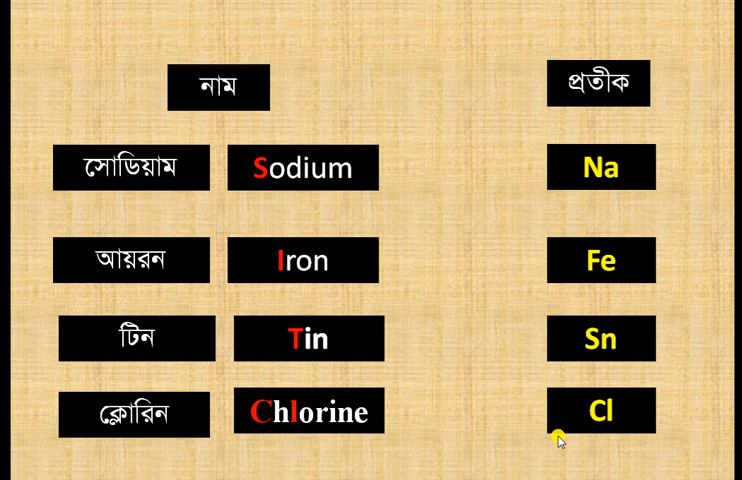 নাম প্রতীক
সোডিয়াম Sodium Na
আয়রন Iron Fe
টিন Tin Sn
ক্লোরিন Chlorine Cl